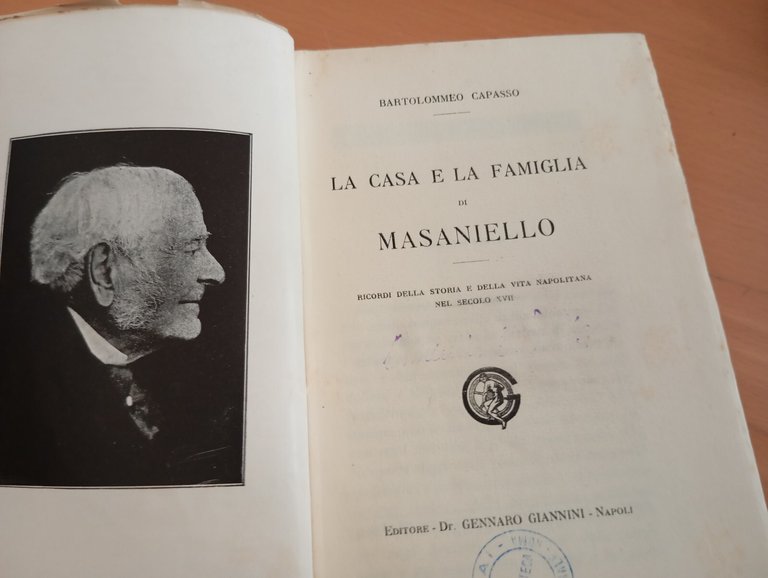 BARTOLOMMEO CAPASSO
LA CASA E LA FAMIGLIA
DI
MASANIELLO
RICORDI DELLA STORIA E DELLA VITA NAPOLITANA
NEL SECOLO XVII
G
EDITORE - Dr. GENNARO GIANNINI - NAPOLI